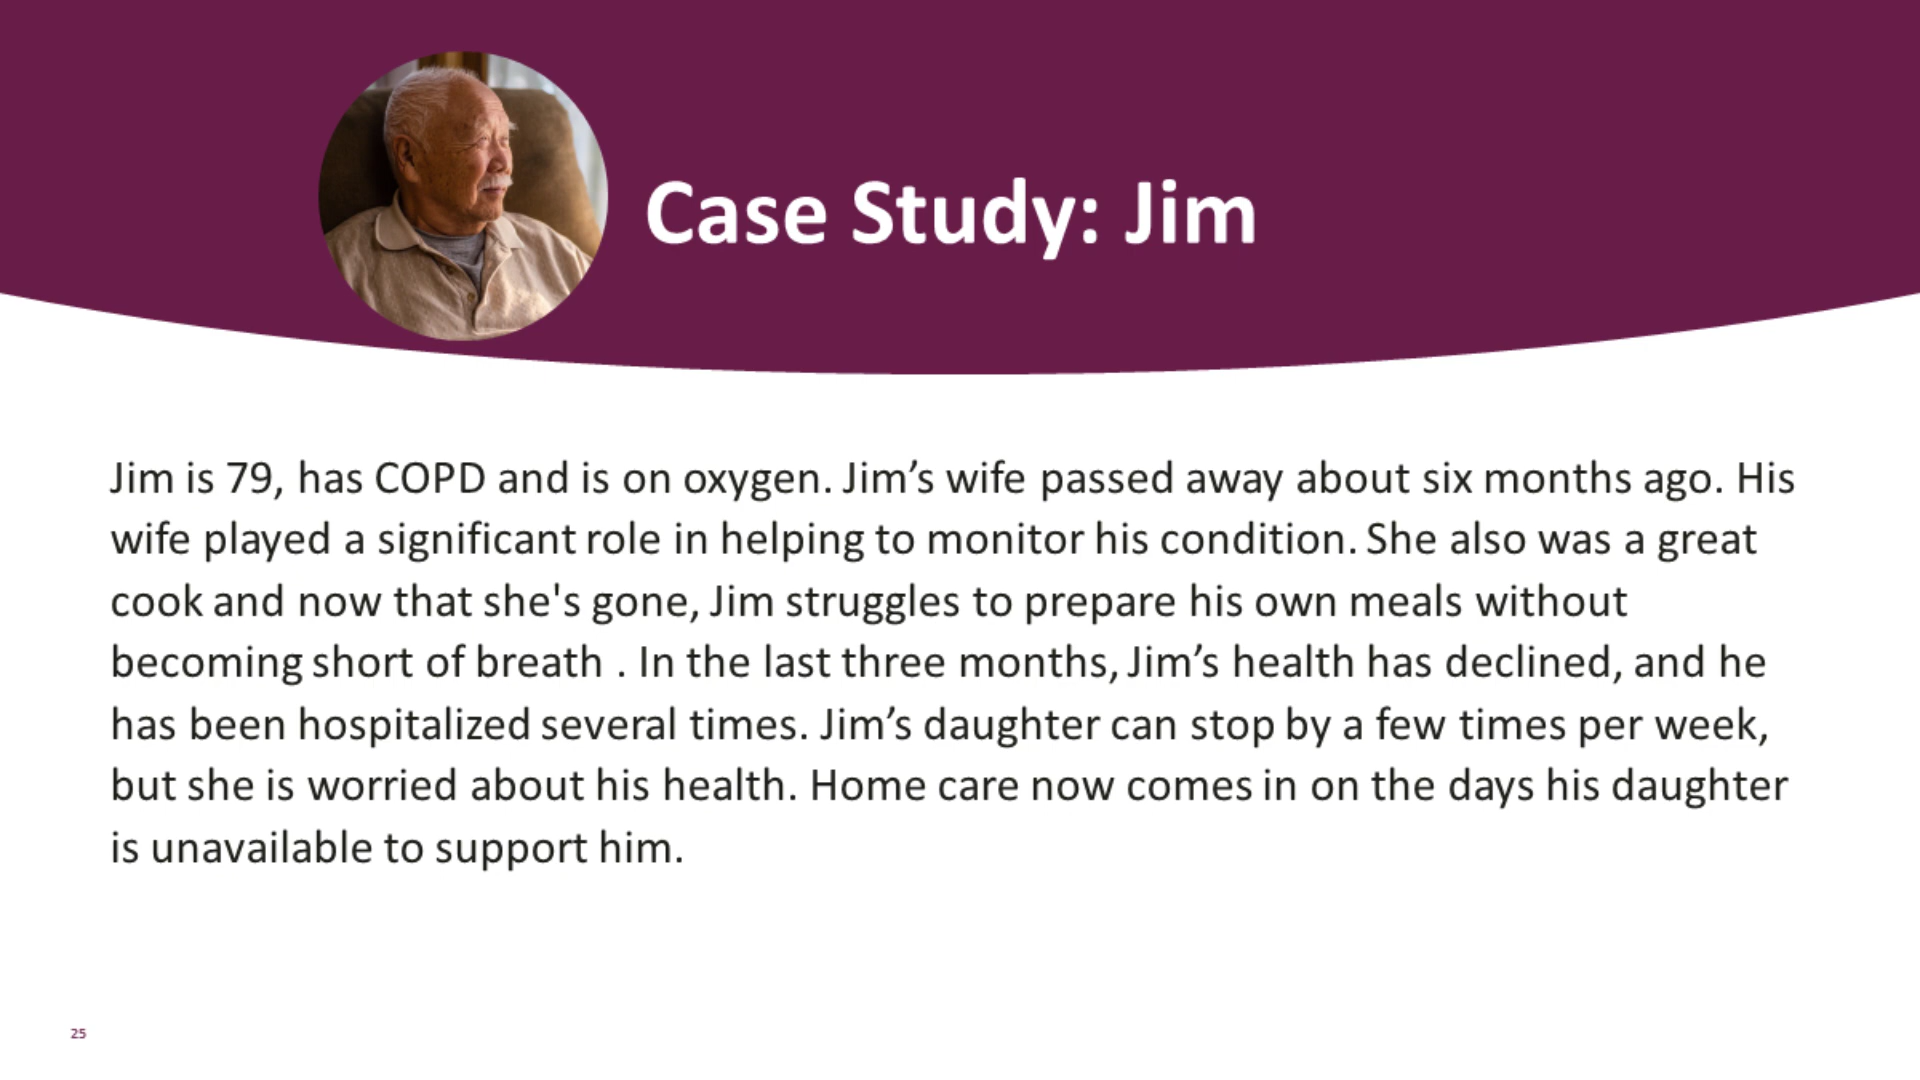 Case Study: Jim
Jim is 79, has COPD and is on oxygen. Jim’s wife passed away about six months ago. His
wife played a significant role in helping to monitor his condition. She also was a great
cook and now that she's gone, Jim struggles to prepare his own meals without
becoming short of breath . In the last three months, Jim’s health has declined, and he
has been hospitalized several times. Jim’s daughter can stop by a few times per week,
but she is worried about his health. Home care now comes in on the days his daughter
is unavailable to support him.
25